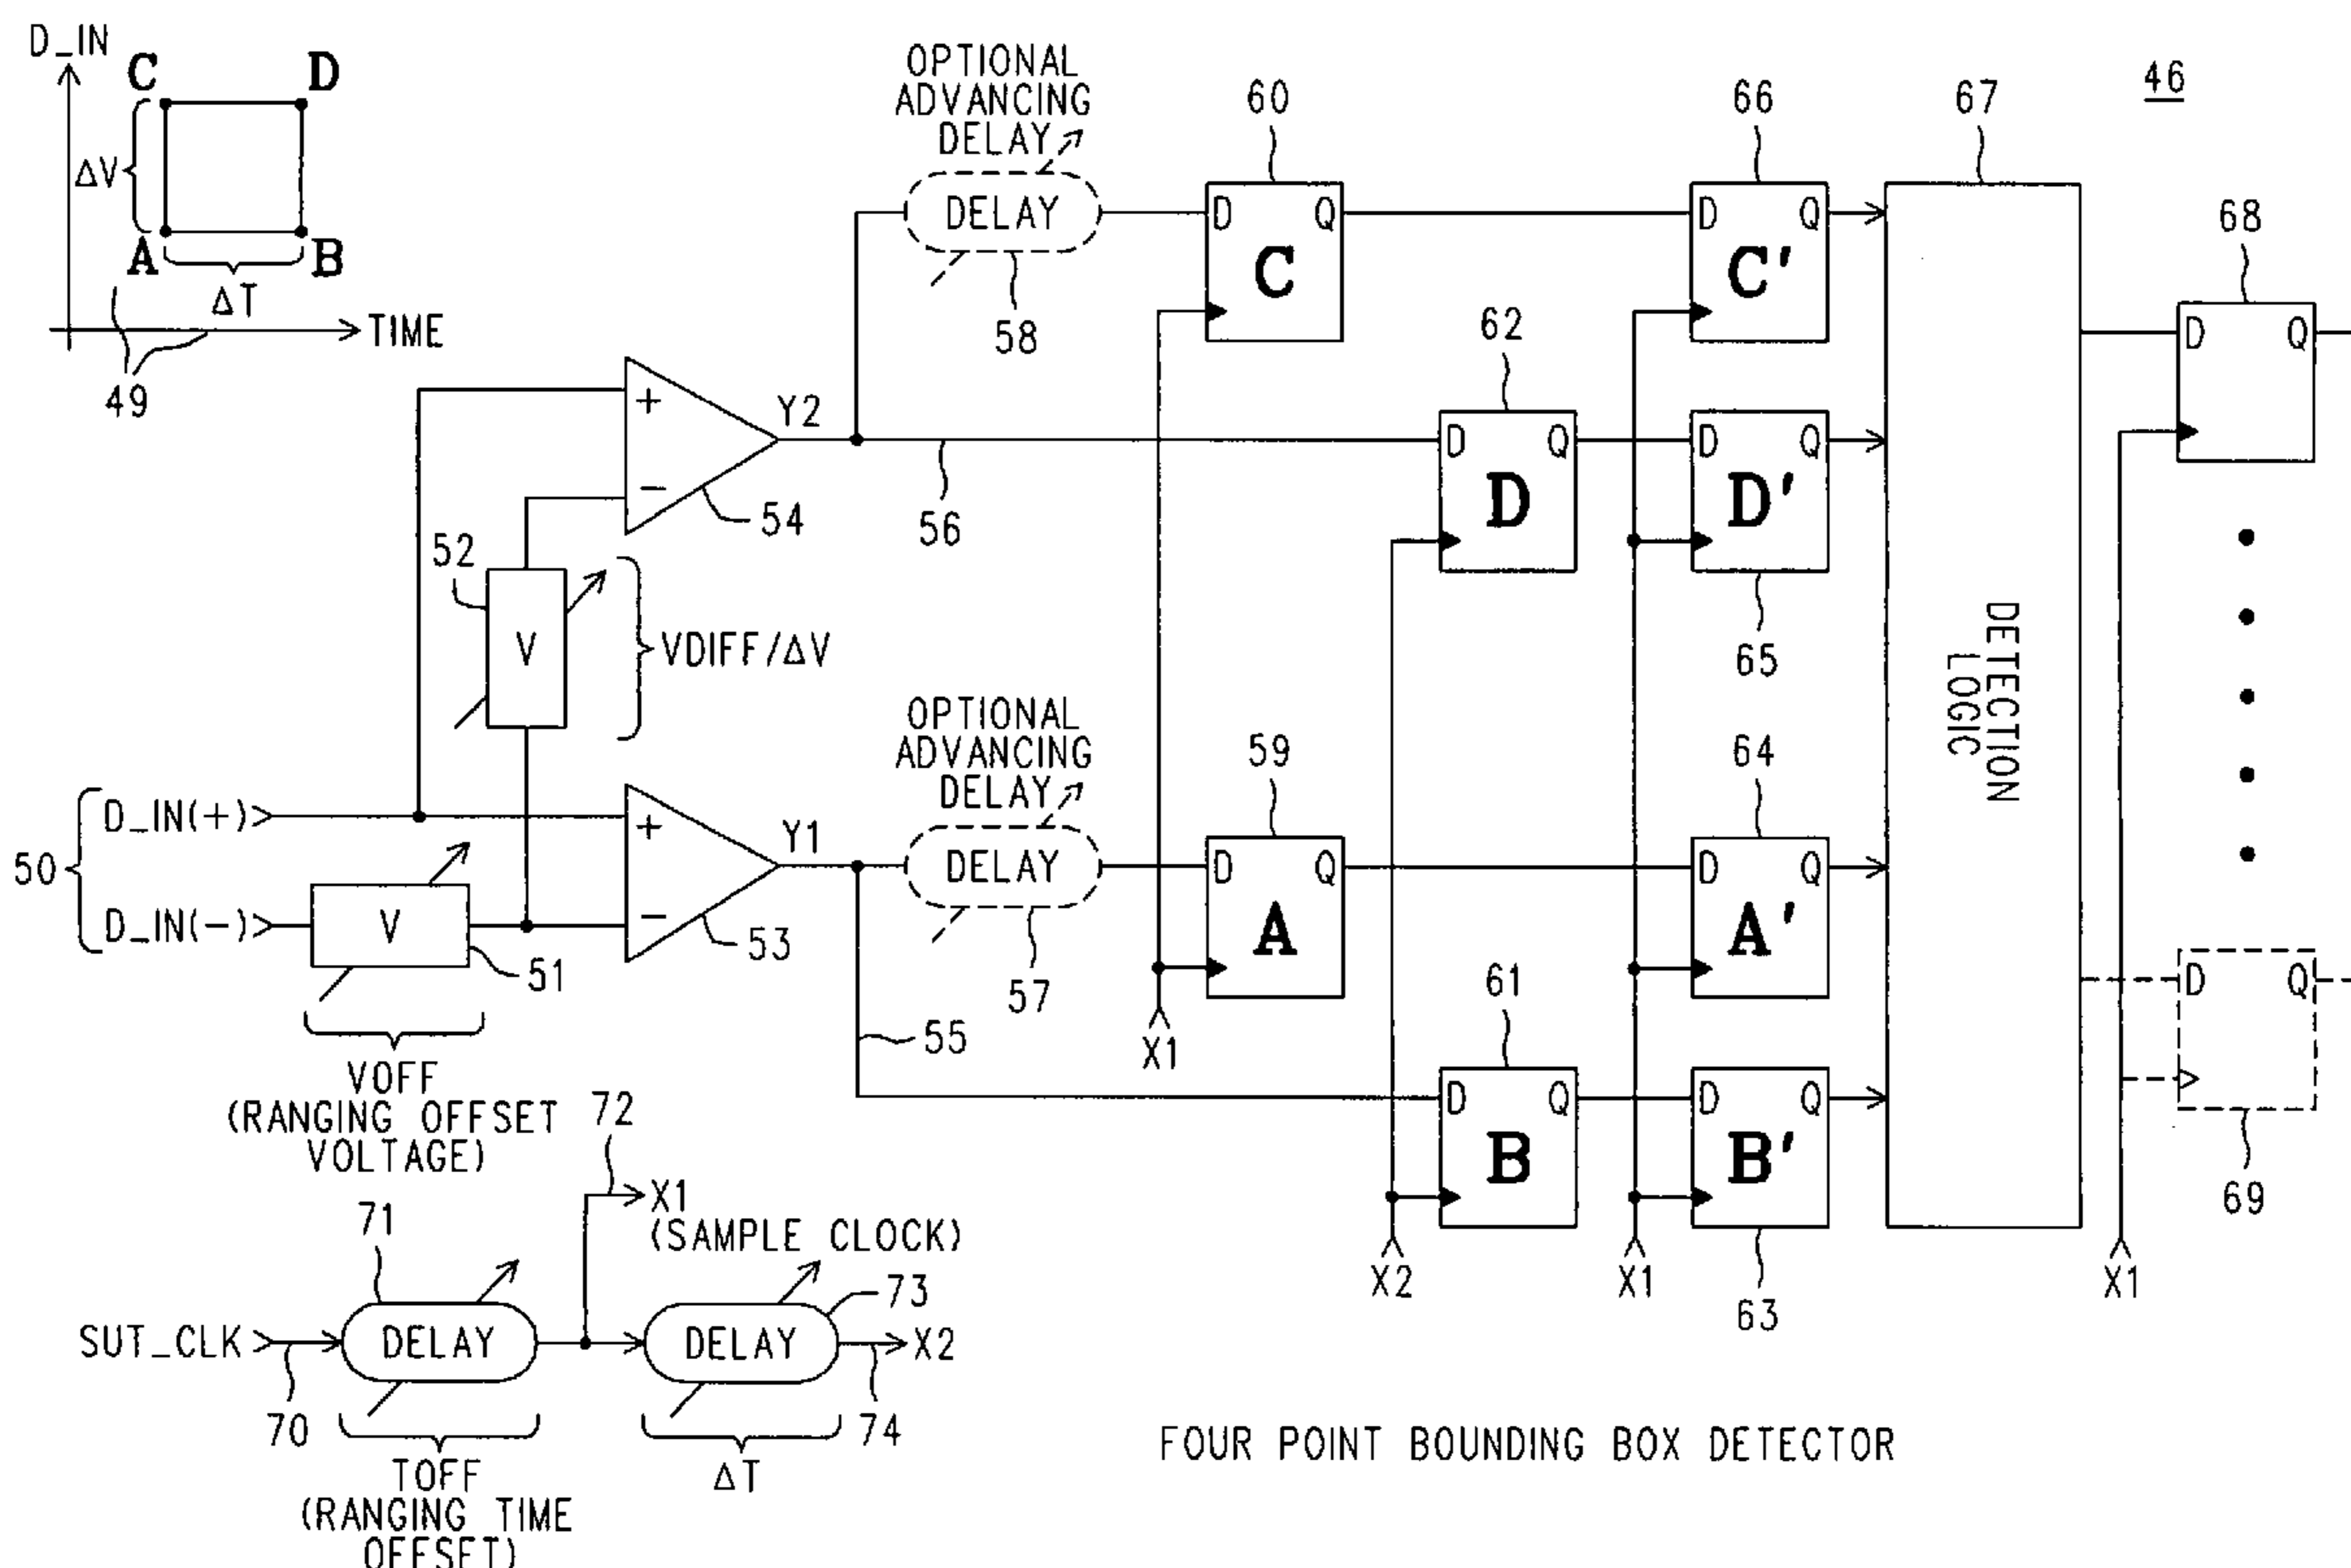 D_IN
C
D
ΔV
A
B
ΔT
TIME
49
OPTIONAL
ADVANCING
DELAY
DELAY
58
60
D Q
C
66
D Q
C'
67
46
68
D Q
62
D Q
D
D Q
D'
65
+
−
Y2
54
56
52
V
VDIFF/ΔV
DETECTION
LOGIC
OPTIONAL
ADVANCING
DELAY
DELAY
57
59
D Q
A
64
D Q
A'
50
D_IN(+)
D_IN(−)
V
51
+
−
Y1
53
55
X1
61
D Q
B
D Q
B'
63
D Q
69
X2
X1
X1
VOFF
(RANGING OFFSET
VOLTAGE)
72
X1
(SAMPLE CLOCK)
71
73
SUT_CLK
DELAY
DELAY
X2
70
74
TOFF
(RANGING TIME
OFFSET)
ΔT
FOUR POINT BOUNDING BOX DETECTOR